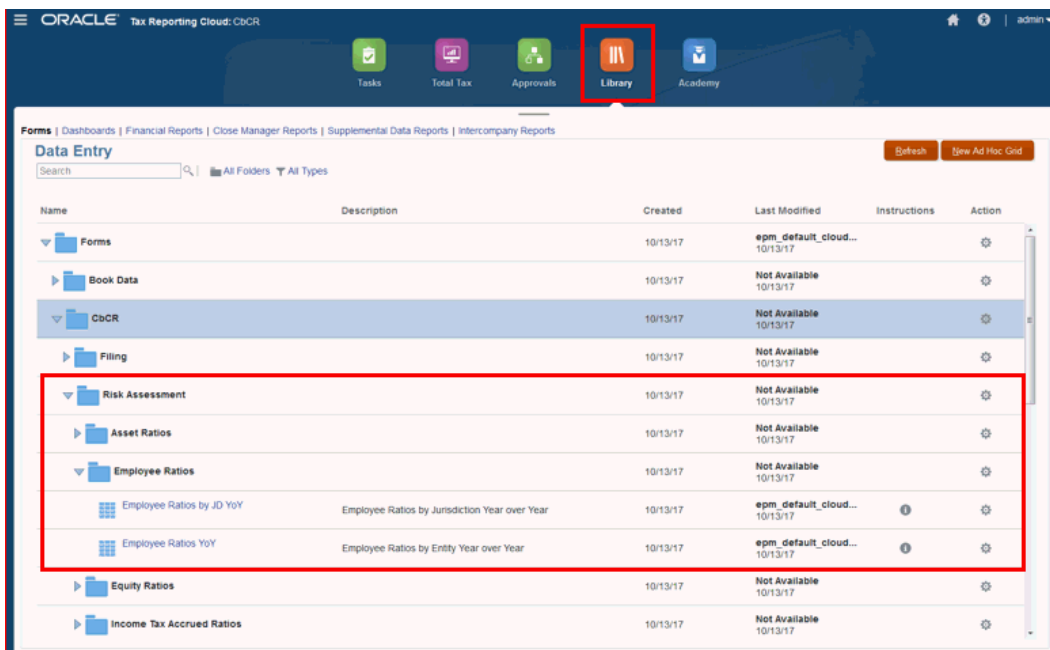 ORACLE® Tax Reporting Cloud: CbCR
admin
Tasks
Total Tax
Approvals
Library
Academy
Forms | Dashboards | Financial Reports | Close Manager Reports | Supplemental Data Reports | Intercompany Reports
Data Entry
Refresh
New Ad Hoc Grid
Search
All Folders
All Types
Name Description Created Last Modified Instructions Action
Forms 10/13/17 epm_default_cloud...
10/13/17
Book Data 10/13/17 Not Available
10/13/17
CbCR 10/13/17 Not Available
10/13/17
Filing 10/13/17 Not Available
10/13/17
Risk Assessment 10/13/17 Not Available
10/13/17
Asset Ratios 10/13/17 Not Available
10/13/17
Employee Ratios 10/13/17 Not Available
10/13/17
Employee Ratios by JD YoY Employee Ratios by Jurisdiction Year over Year 10/13/17 epm_default_cloud...
10/13/17
Employee Ratios YoY Employee Ratios by Entity Year over Year 10/13/17 epm_default_cloud...
10/13/17
Equity Ratios 10/13/17 Not Available
10/13/17
Income Tax Accrued Ratios 10/13/17 Not Available
10/13/17